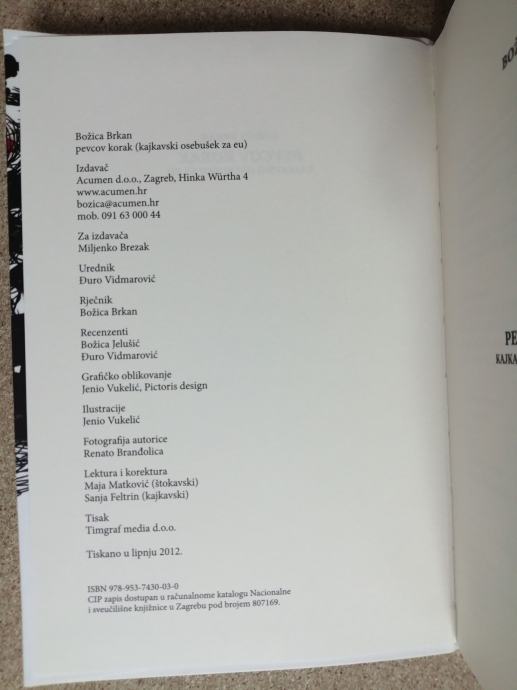 Božica Brkan
pevcov korak (kajkavski osebušek za eu)
Izdavač
Acumen d.o.o., Zagreb, Hinka Würtha 4
www.acumen.hr
bozica@acumen.hr
mob. 091 63 000 44
Za izdavača
Miljenko Brezak
Urednik
Đuro Vidmarović
Rječnik
Božica Brkan
Recenzenti
Božica Jelušić
Đuro Vidmarović
Grafičko oblikovanje
Jenio Vukelić, Pictoris design
Ilustracije
Jenio Vukelić
Fotografija autorice
Renato Branđolica
Lektura i korektura
Maja Matković (štokavski)
Sanja Feltrin (kajkavski)
Tisak
Timgraf media d.o.o.
Tiskano u lipnju 2012.
ISBN 978-953-7430-03-0
CIP zapis dostupan u računalnome katalogu Nacionalne
i sveučilišne knjižnice u Zagrebu pod brojem 807169.